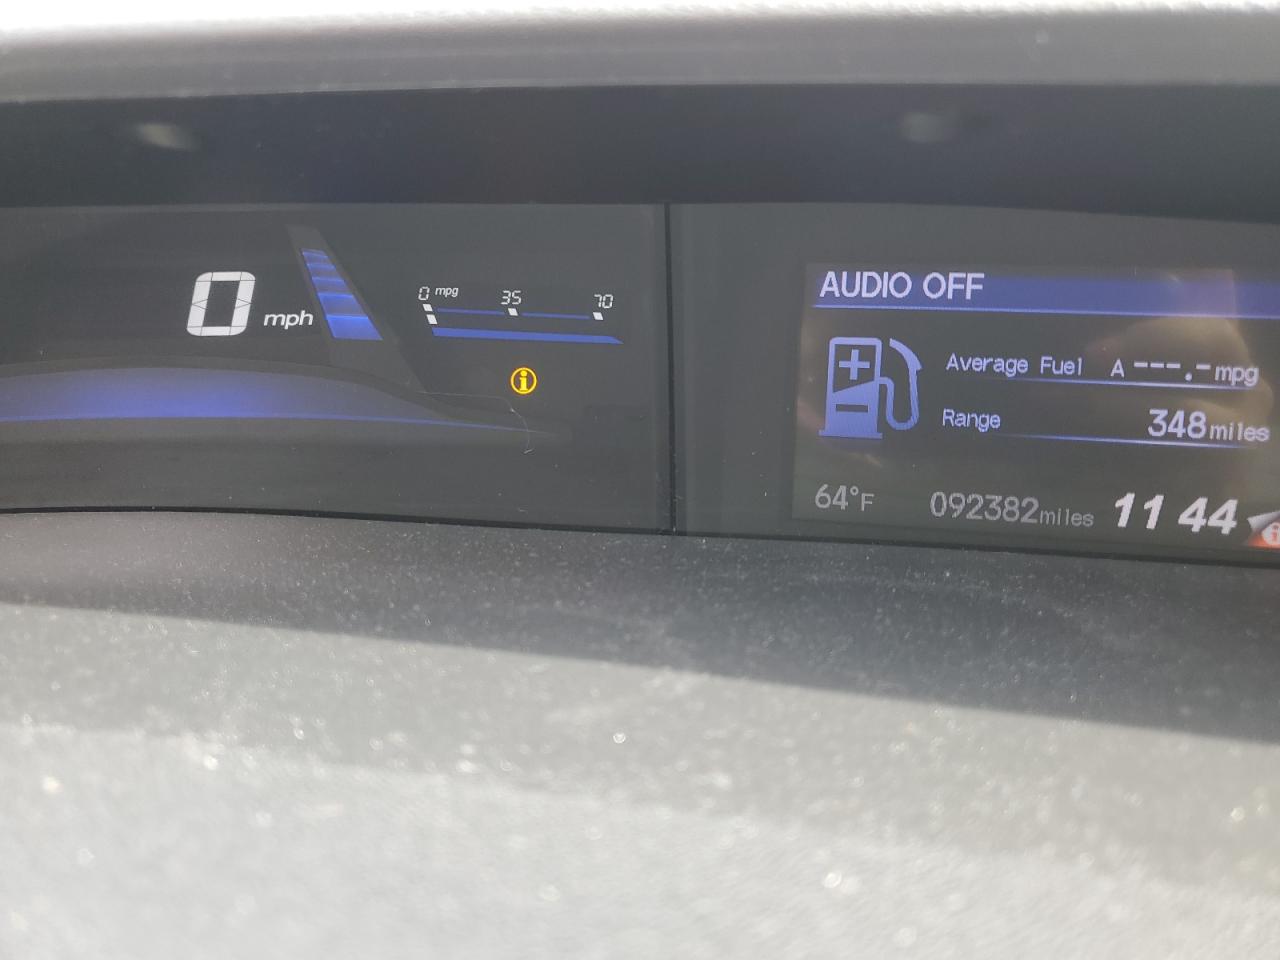 0 mph
0 mpg 35 70
i
AUDIO OFF
Average Fuel A ---.- mpg
Range 348 miles
64°F 092382 miles 11 44
i